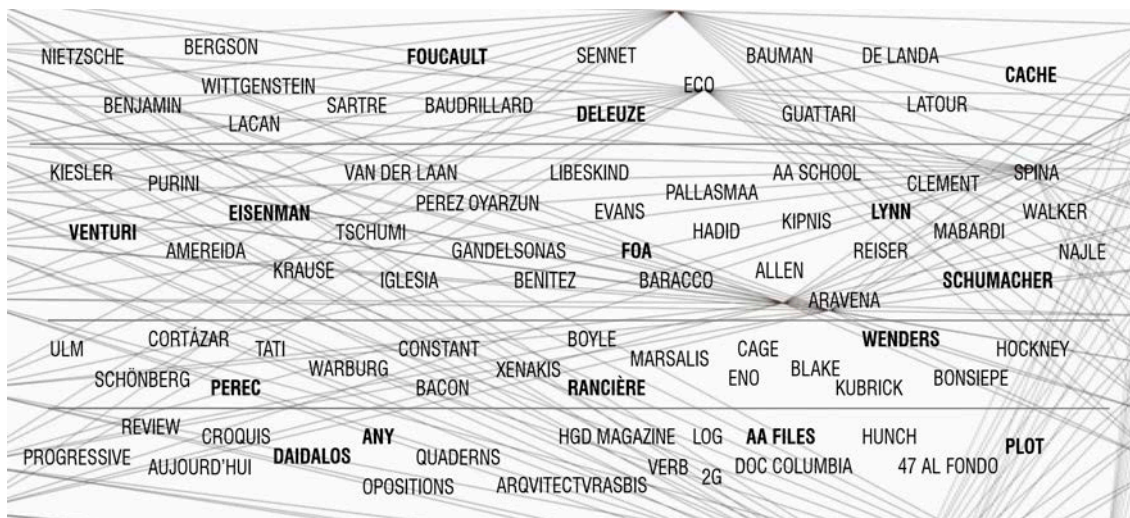 NIETZSCHE
BERGSON
FOUCAULT
SENNET
BAUMAN
DE LANDA
CACHE
WITTGENSTEIN
ECO
BENJAMIN
LACAN
SARTRE
BAUDRILLARD
DELEUZE
GUATTARI
LATOUR
KIESLER
PURINI
VAN DER LAAN
LIBESKIND
PALLASMAA
AA SCHOOL
CLEMENT
SPINA
VENTURI
EISENMAN
PEREZ OYARZUN
EVANS
HADID
KIPNIS
LYNN
WALKER
AMEREIDA
TSCHUMI
GANDELSONAS
FOA
REISER
MABARDI
NAJLE
KRAUSE
IGLESIA
BENITEZ
BARACCO
ALLEN
ARAVENA
SCHUMACHER
ULM
CORTÁZAR
TATI
CONSTANT
BOYLE
MARSALIS
CAGE
WENDERS
HOCKNEY
SCHÖNBERG
PEREC
WARBURG
BACON
XENAKIS
RANCIÈRE
ENO
BLAKE
KUBRICK
BONSIEPE
REVIEW
CROQUIS
ANY
HGD MAGAZINE
LOG
AA FILES
HUNCH
PLOT
PROGRESSIVE
AUJOURD'HUI
DAIDALOS
QUADERNS
VERB
DOC COLUMBIA
47 AL FONDO
OPOSITIONS
ARQVITECTVRASBIS
2G